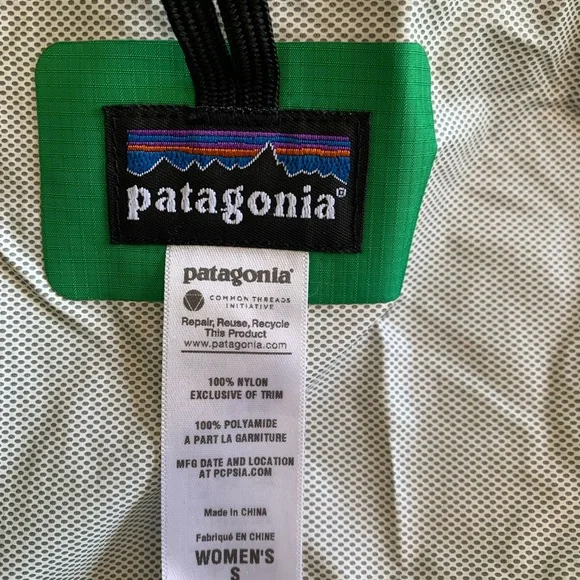 patagonia®
patagonia®
COMMON THREADS
INITIATIVE
Repair, Reuse, Recycle
This Product
www.patagonia.com
100% NYLON
EXCLUSIVE OF TRIM
100% POLYAMIDE
A PART LA GARNITURE
MFG DATE AND LOCATION
AT PCPSIA.COM
Made in CHINA
Fabriqué EN CHINE
WOMEN'S
S